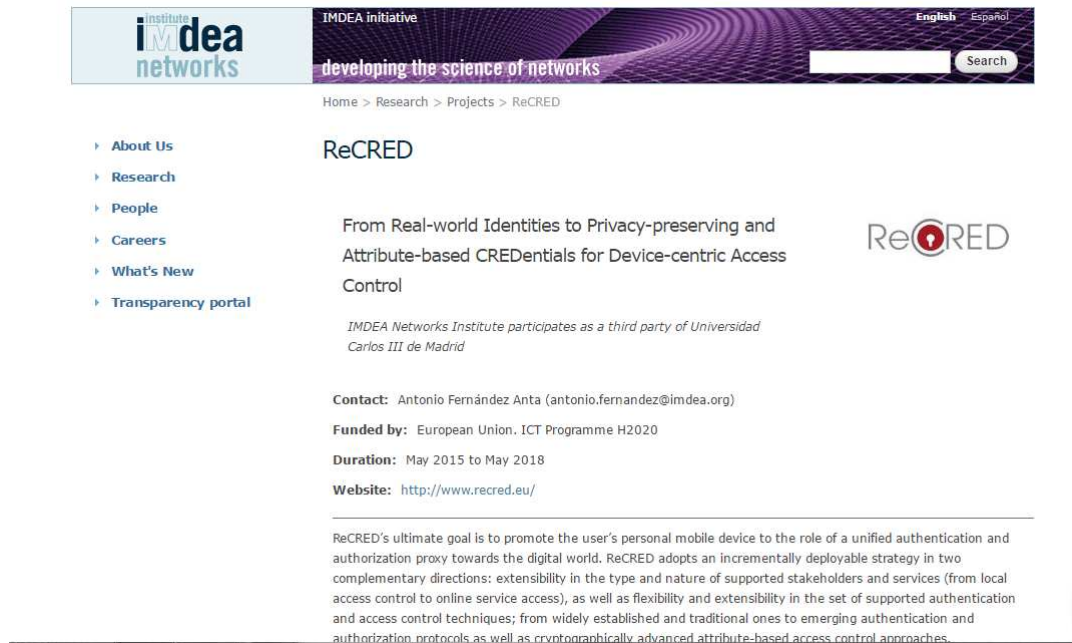 institute
IMdea
networks
IMDEA initiative
English Español
developing the science of networks
Search
Home > Research > Projects > ReCRED
About Us
Research
People
Careers
What's New
Transparency portal
ReCRED
From Real-world Identities to Privacy-preserving and
Attribute-based CREDentials for Device-centric Access
Control
ReCRED
IMDEA Networks Institute participates as a third party of Universidad
Carlos III de Madrid
Contact: Antonio Fernández Anta (antonio.fernandez@imdea.org)
Funded by: European Union. ICT Programme H2020
Duration: May 2015 to May 2018
Website: http://www.recred.eu/
ReCRED's ultimate goal is to promote the user's personal mobile device to the role of a unified authentication and
authorization proxy towards the digital world. ReCRED adopts an incrementally deployable strategy in two
complementary directions: extensibility in the type and nature of supported stakeholders and services (from local
access control to online service access), as well as flexibility and extensibility in the set of supported authentication
and access control techniques; from widely established and traditional ones to emerging authentication and
authorization protocols as well as cryptographically advanced attribute-based access control approaches.